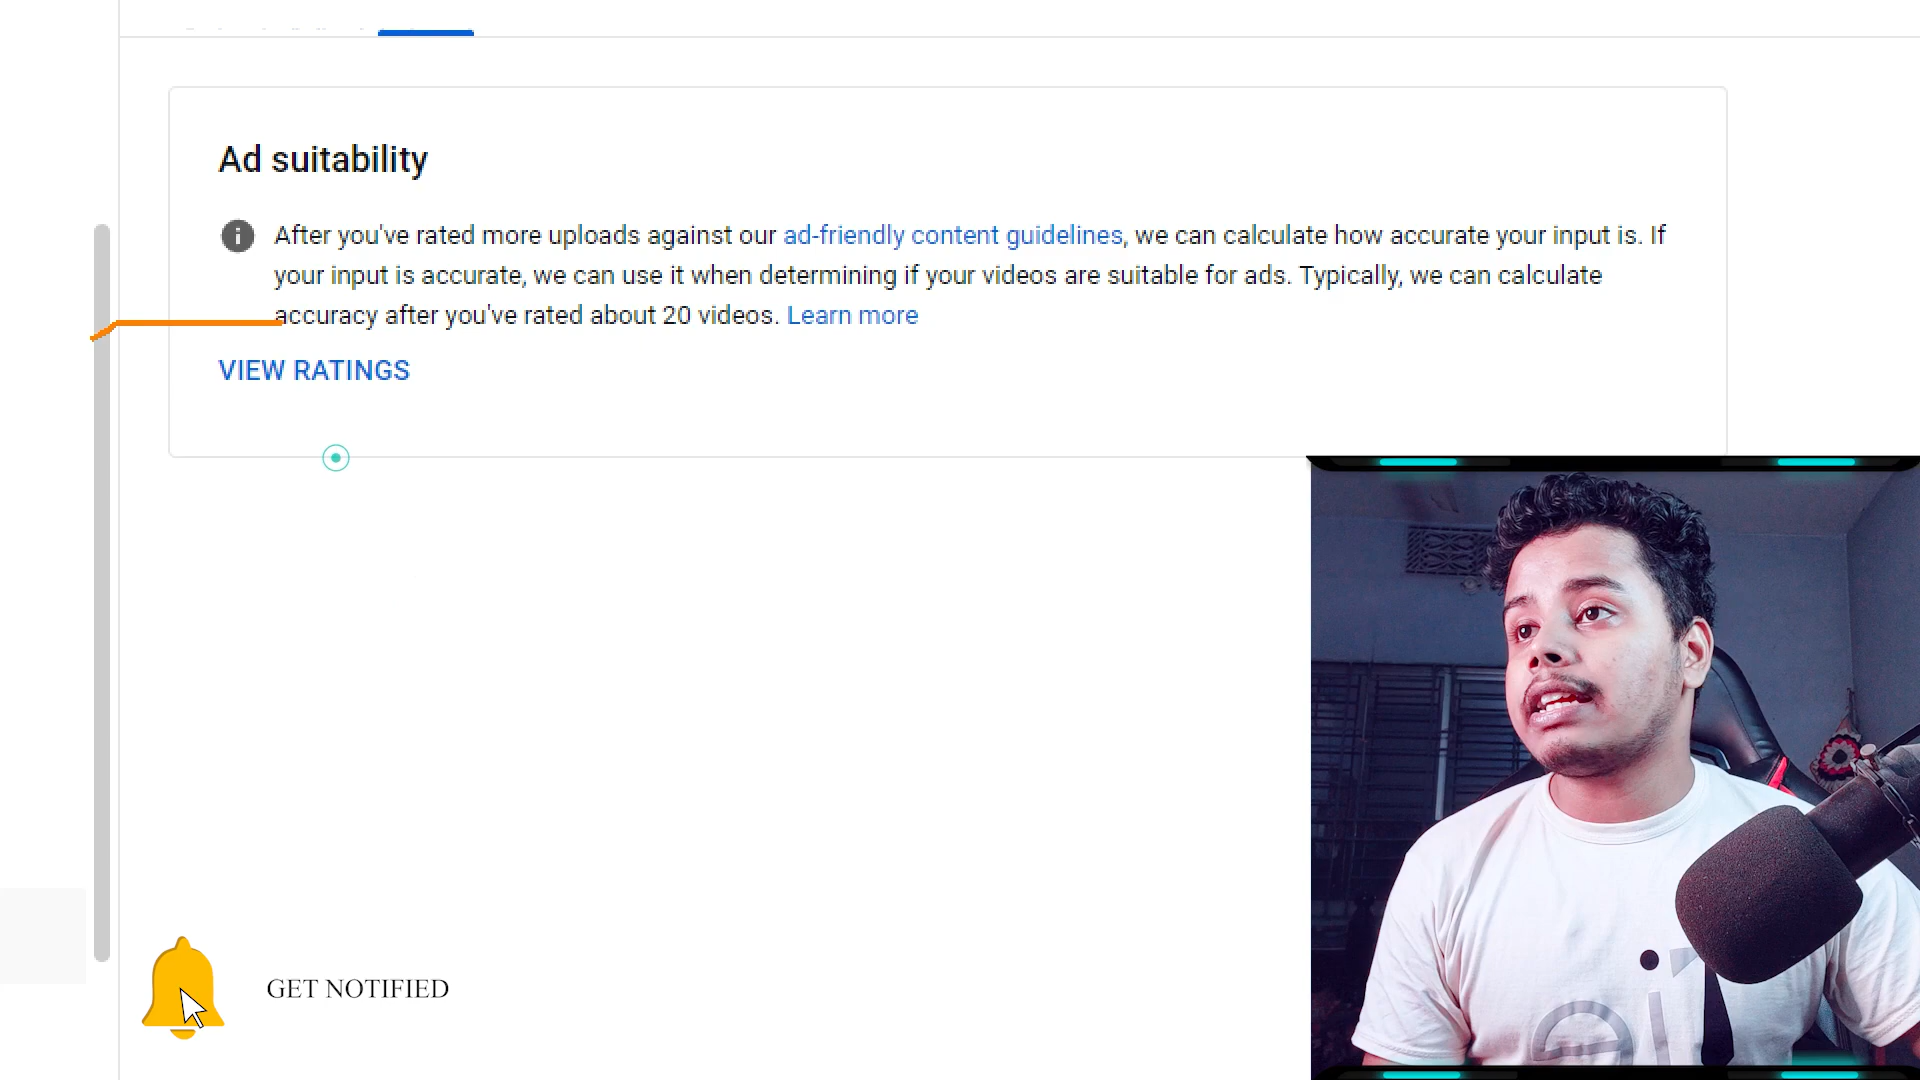 Ad suitability
After you've rated more uploads against our ad-friendly content guidelines, we can calculate how accurate your input is. If
your input is accurate, we can use it when determining if your videos are suitable for ads. Typically, we can calculate
accuracy after you've rated about 20 videos. Learn more
VIEW RATINGS
GET NOTIFIED